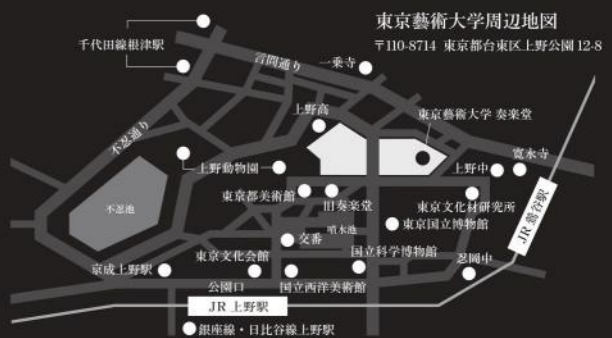 東京藝術大学周辺地図
〒110-8714 東京都台東区上野公園 12-8
千代田線根津駅
言問通り
一乗寺
上野高
東京藝術大学 奏楽堂
不忍通り
上野動物園
上野中
寛永寺
東京都美術館
旧奏楽堂
東京文化材研究所
不忍池
東京国立博物館
噴水池
交番
JR 鶯谷駅
京成上野駅
東京文化会館
国立科学博物館
忍岡中
公園口
国立西洋美術館
JR 上野駅
銀座線・日比谷線上野駅